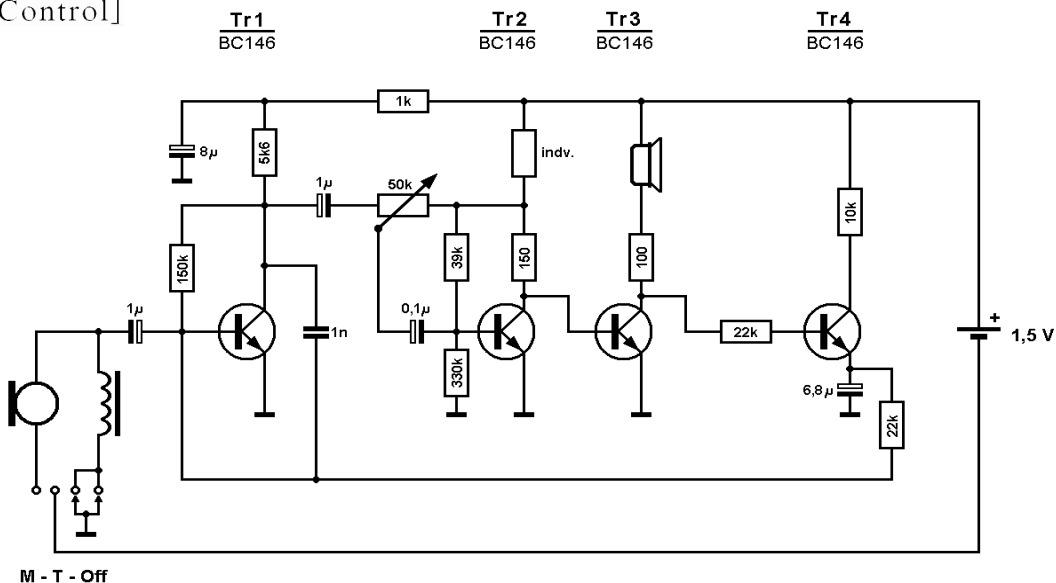 Control]
Tr1 Tr2 Tr3 Tr4
BC146 BC146 BC146 BC146
1k
8µ
5k6
indv.
1µ
50k
150k
39k
150
100
10k
1µ
0,1µ
1n
22k
+
1,5 V
330k
6,8µ
22k
M - T - Off